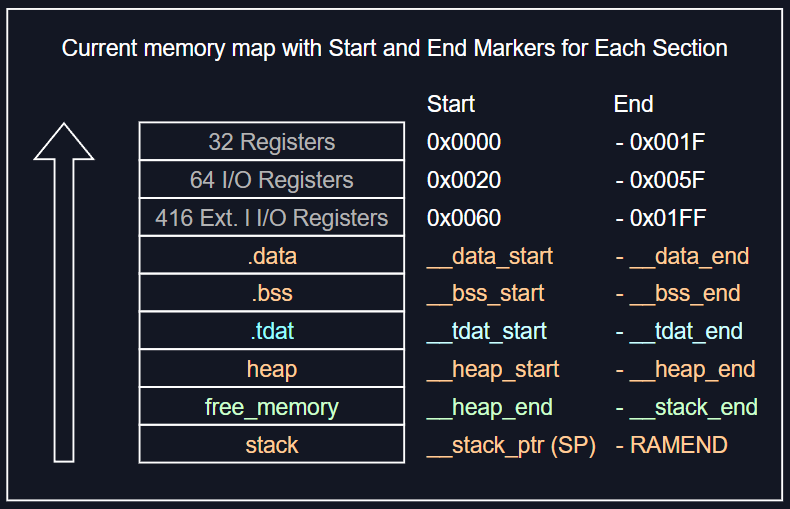 Current memory map with Start and End Markers for Each Section
Start End
32 Registers 0x0000 - 0x001F
64 I/O Registers 0x0020 - 0x005F
416 Ext. I I/O Registers 0x0060 - 0x01FF
.data __data_start - __data_end
.bss __bss_start - __bss_end
.tdat __tdat_start - __tdat_end
heap __heap_start - __heap_end
free_memory __heap_end - __stack_end
stack __stack_ptr (SP) - RAMEND